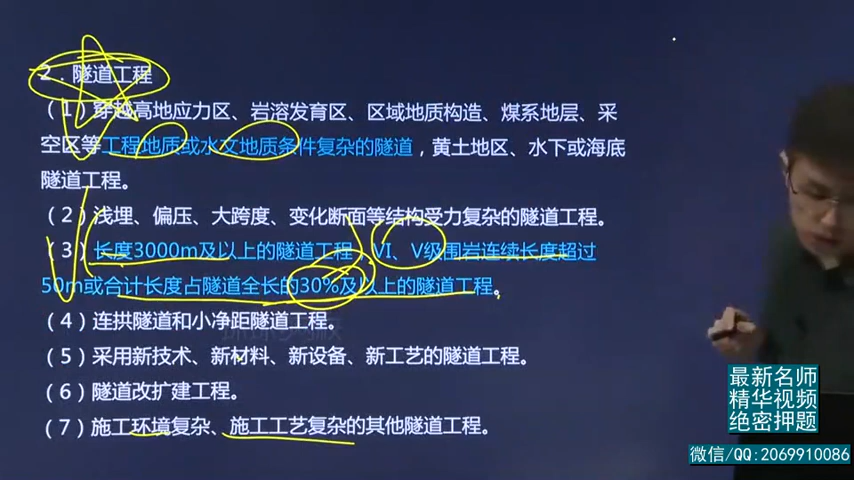 2．隧道工程
（1）穿越高地应力区、岩溶发育区、区域地质构造、煤系地层、采
空区等工程地质或水文地质条件复杂的隧道，黄土地区、水下或海底
隧道工程。
（2）浅埋、偏压、大跨度、变化断面等结构受力复杂的隧道工程。
（3）长度3000m及以上的隧道工程，VI、V级围岩连续长度超过
50m或合计长度占隧道全长的30%及以上的隧道工程。
（4）连拱隧道和小净距隧道工程。
（5）采用新技术、新材料、新设备、新工艺的隧道工程。
（6）隧道改扩建工程。
（7）施工环境复杂、施工工艺复杂的其他隧道工程。
最新名师
精华视频
绝密押题
微信/QQ:2069910086